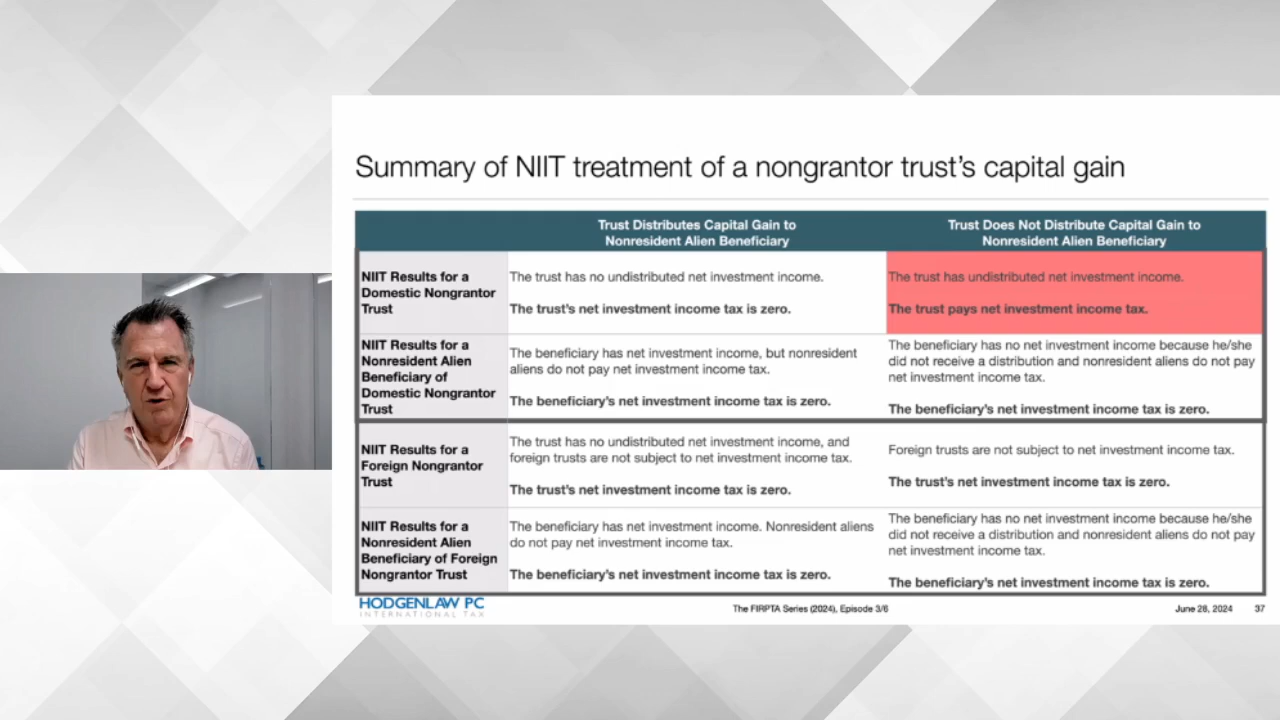 Summary of NIIT treatment of a nongrantor trust's capital gain
Trust Distributes Capital Gain to
Nonresident Alien Beneficiary
Trust Does Not Distribute Capital Gain to
Nonresident Alien Beneficiary
NIIT Results for a
Domestic Nongrantor
Trust
The trust has no undistributed net investment income.
The trust's net investment income tax is zero.
The trust has undistributed net investment income.
The trust pays net investment income tax.
NIIT Results for a
Nonresident Alien
Beneficiary of
Domestic Nongrantor
Trust
The beneficiary has net investment income, but nonresident
aliens do not pay net investment income tax.
The beneficiary's net investment income tax is zero.
The beneficiary has no net investment income because he/she
did not receive a distribution and nonresident aliens do not pay
net investment income tax.
The beneficiary's net investment income tax is zero.
NIIT Results for a
Foreign Nongrantor
Trust
The trust has no undistributed net investment income, and
foreign trusts are not subject to net investment income tax.
The trust's net investment income tax is zero.
Foreign trusts are not subject to net investment income tax.
The trust's net investment income tax is zero.
NIIT Results for a
Nonresident Alien
Beneficiary of Foreign
Nongrantor Trust
The beneficiary has net investment income. Nonresident aliens
do not pay net investment income tax.
The beneficiary's net investment income tax is zero.
The beneficiary has no net investment income because he/she
did not receive a distribution and nonresident aliens do not pay
net investment income tax.
The beneficiary's net investment income tax is zero.
HODGENLAW PC
INTERNATIONAL TAX
The FIRPTA Series (2024), Episode 3/6
June 28, 2024
37